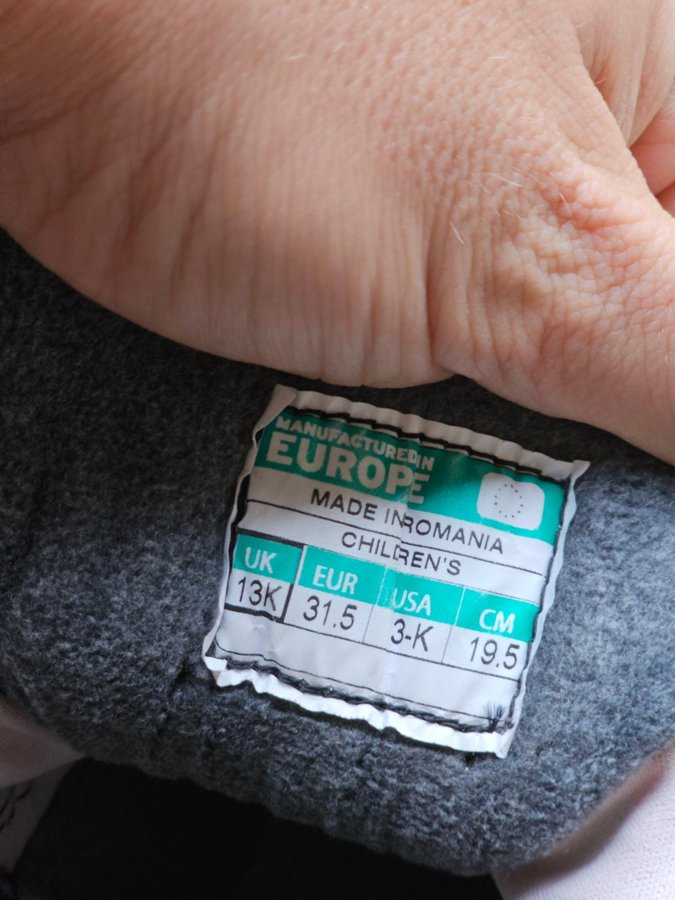 MANUFACTURED IN
EUROPE
MADE IN ROMANIA
CHILDREN'S
UK EUR USA CM
13K 31.5 3-K 19.5